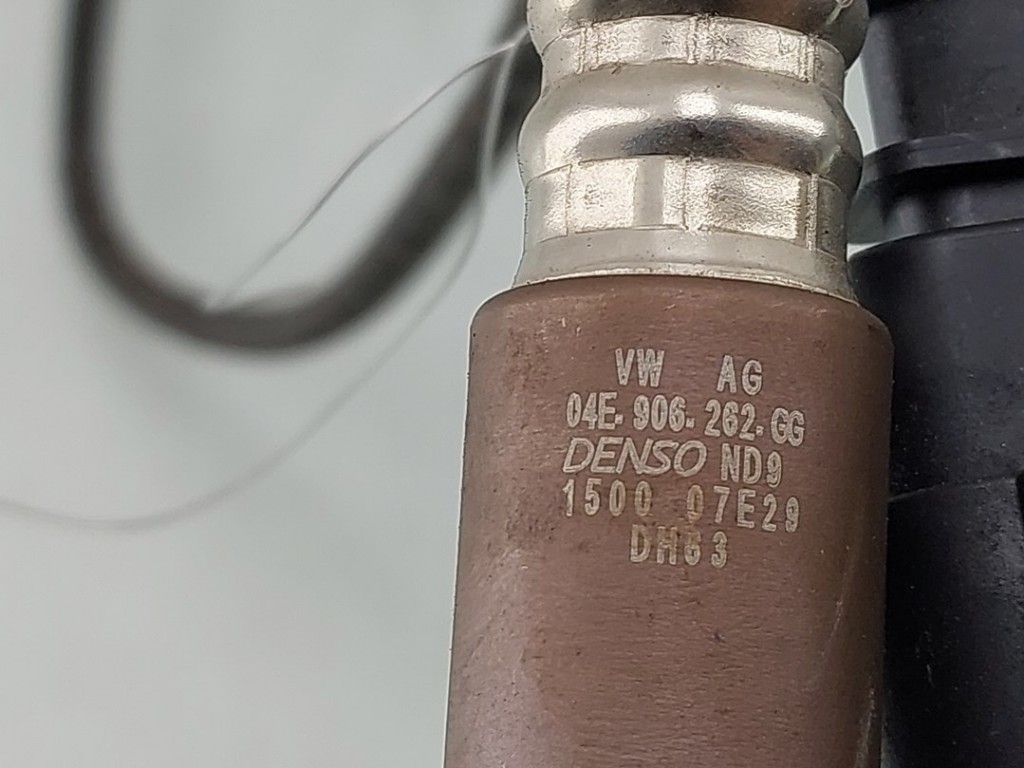 VW AG
04E-906-262-GG
DENSO ND9
1500 07E29
DH63